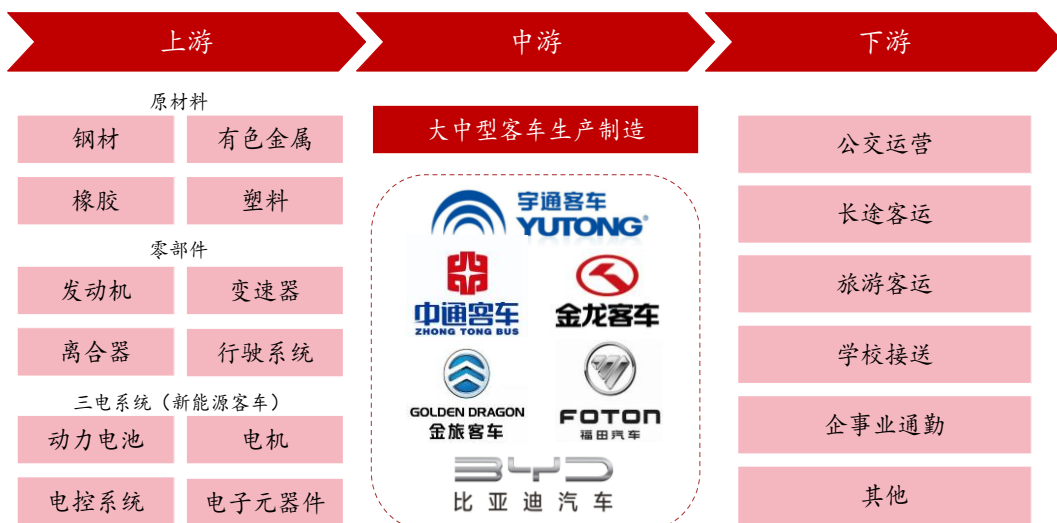 上游
中游
下游
原材料
钢材 有色金属
橡胶 塑料
零部件
发动机 变速器
离合器 行驶系统
三电系统（新能源客车）
动力电池 电机
电控系统 电子元器件
大中型客车生产制造
宇通客车
YUTONG®
中通客车
ZHONG TONG BUS
金龙客车
GOLDEN DRAGON
金旅客车
FOTON
福田汽车
BYD
比亚迪汽车
公交运营
长途客运
旅游客运
学校接送
企事业通勤
其他